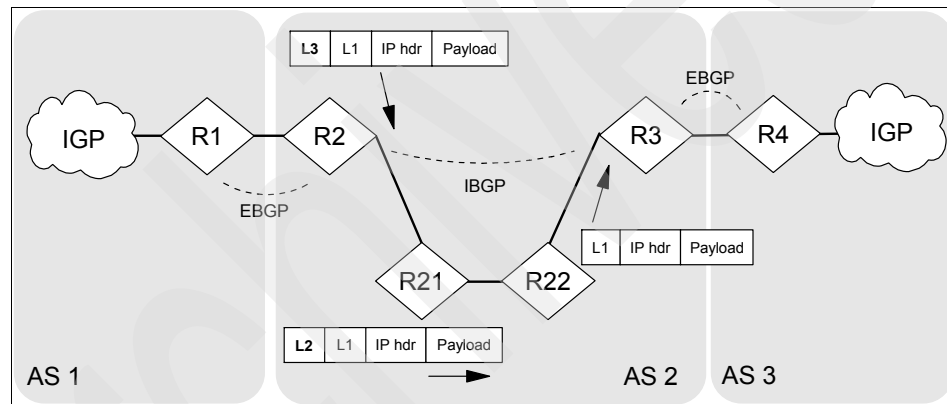 L3 L1 IP hdr Payload
EBGP
IGP R1 R2 R3 R4 IGP
IBGP
EBGP
L1 IP hdr Payload
R21 R22
L2 L1 IP hdr Payload
AS 1 AS 2 AS 3